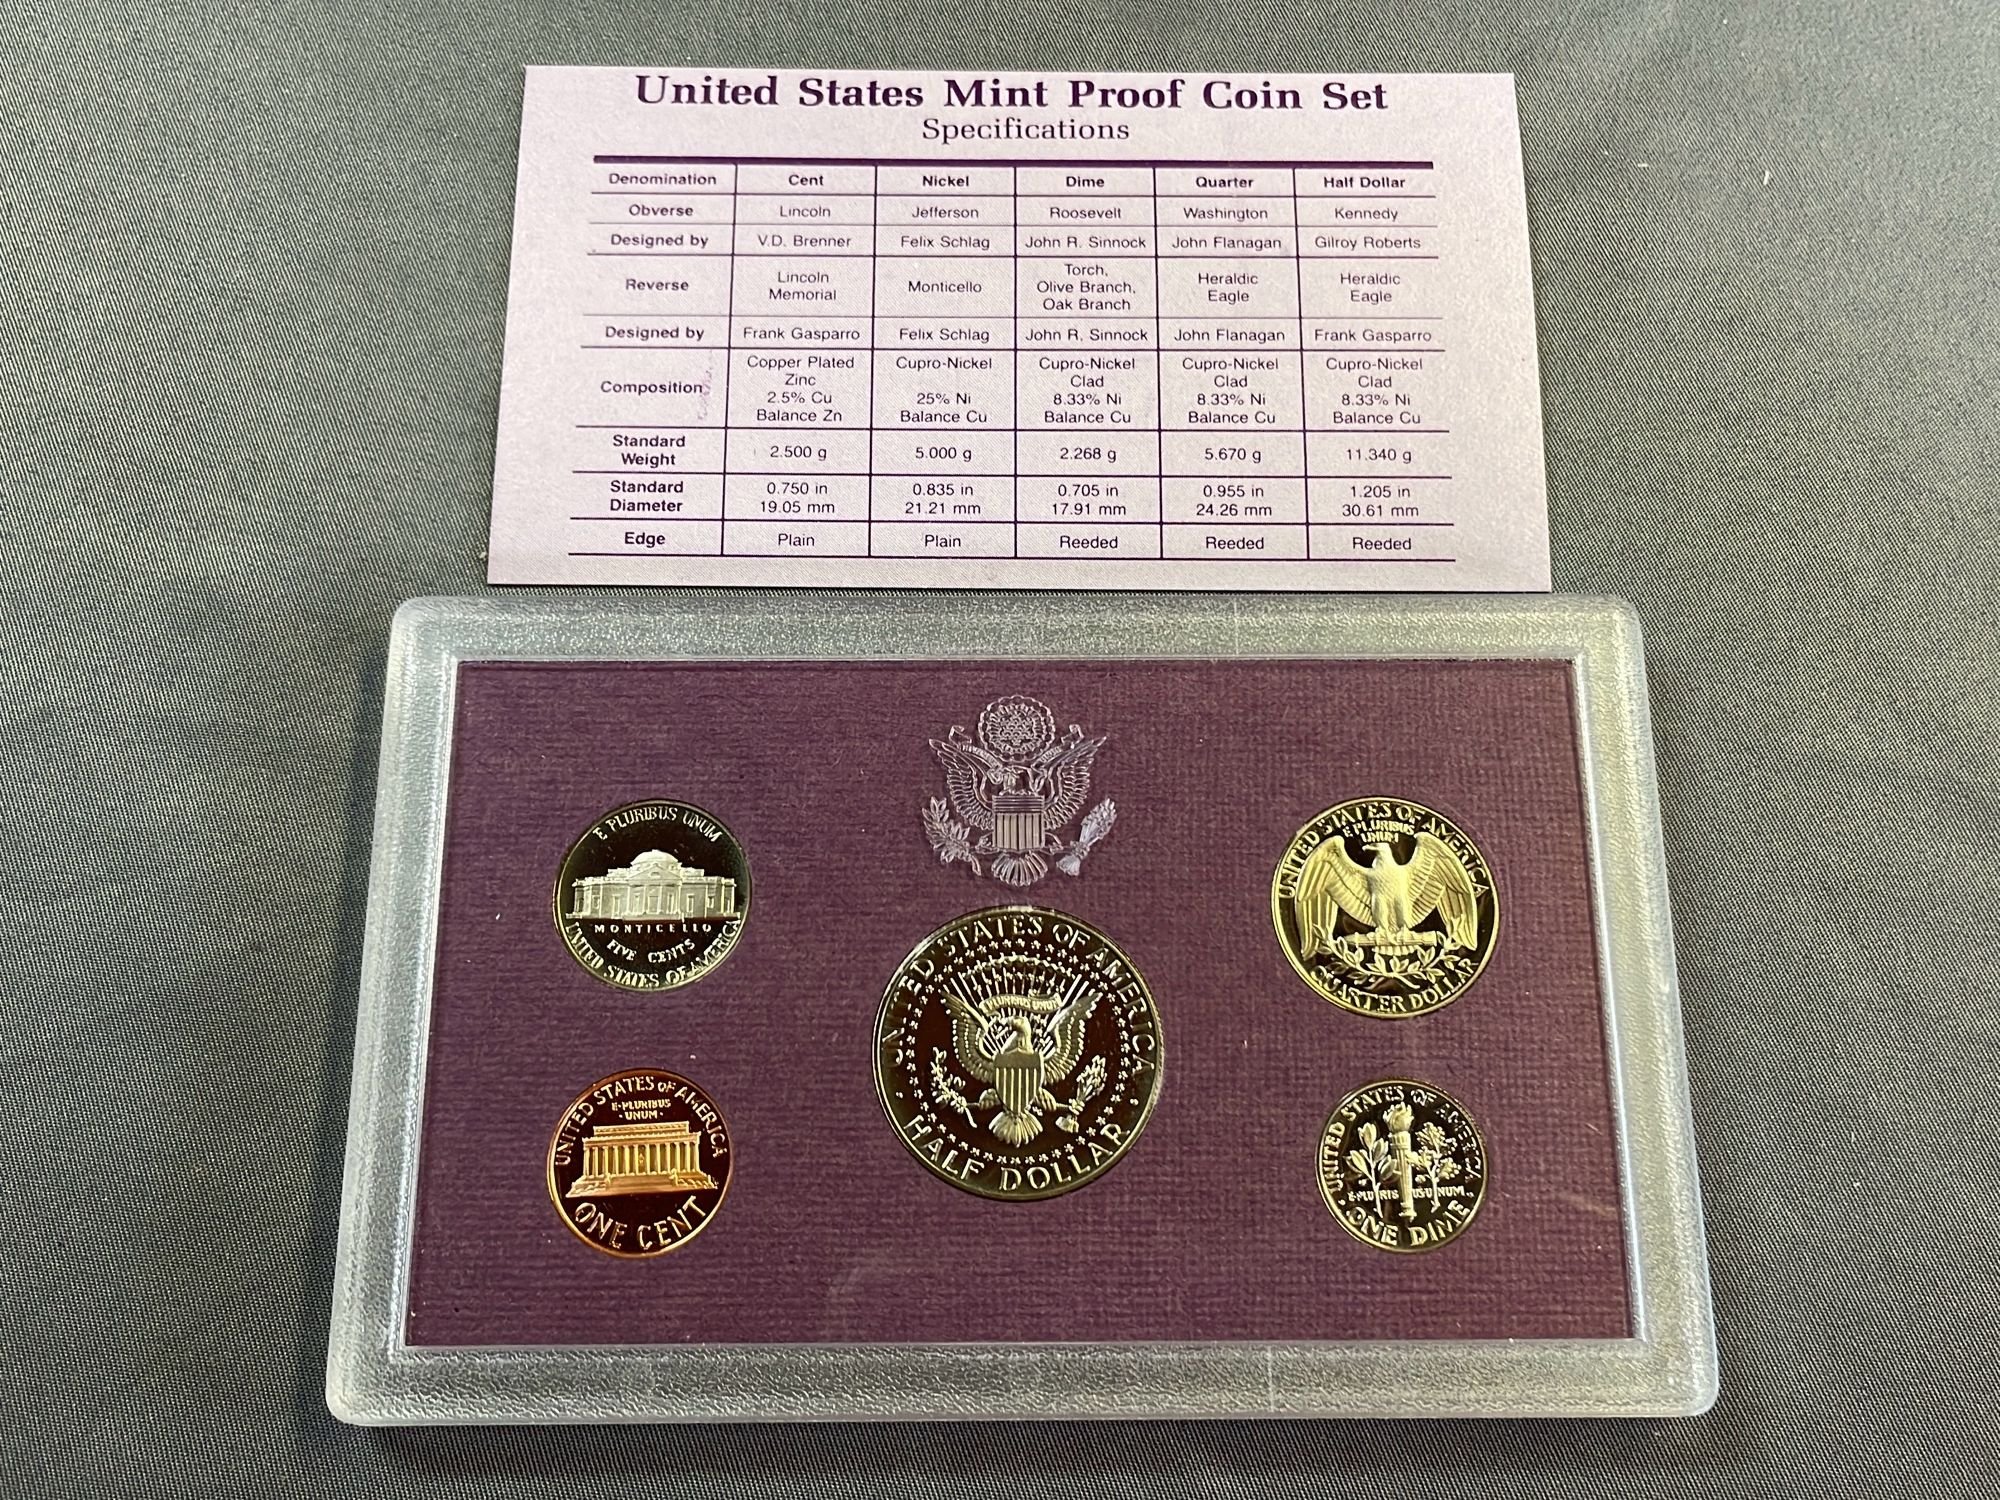 United States Mint Proof Coin Set
Specifications
Denomination Cent Nickel Dime Quarter Half Dollar
Obverse Lincoln Jefferson Roosevelt Washington Kennedy
Designed by V.D. Brenner Felix Schlag John R. Sinnock John Flanagan Gilroy Roberts
Reverse Lincoln Memorial Monticello Torch, Olive Branch, Oak Branch Heraldic Eagle Heraldic Eagle
Designed by Frank Gasparro Felix Schlag John R. Sinnock John Flanagan Frank Gasparro
Composition Copper Plated Zinc 2.5% Cu Balance Zn Cupro-Nickel 25% Ni Balance Cu Cupro-Nickel Clad 8.33% Ni Balance Cu Cupro-Nickel Clad 8.33% Ni Balance Cu Cupro-Nickel Clad 8.33% Ni Balance Cu
Standard Weight 2.500 g 5.000 g 2.268 g 5.670 g 11.340 g
Standard Diameter 0.750 in 19.05 mm 0.835 in 21.21 mm 0.705 in 17.91 mm 0.955 in 24.26 mm 1.205 in 30.61 mm
Edge Plain Plain Reeded Reeded Reeded
E PLURIBUS UNUM
MONTICELLO
FIVE CENTS
UNITED STATES OF AMERICA
UNITED STATES OF AMERICA
E PLURIBUS
UNUM
QUARTER DOLLAR
UNITED STATES OF AMERICA
PLURIBUS UNUM
HALF DOLLAR
UNITED STATES OF AMERICA
E·PLURIBUS
·UNUM·
ONE CENT
UNITED STATES OF AMERICA
E·PLURIBUS·UNUM
ONE DIME